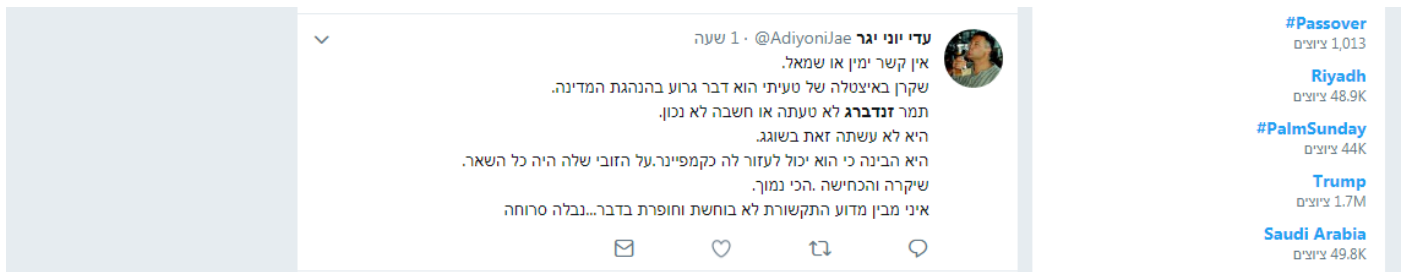 עדי יוני יגר @AdiyoniJae · 1 שעה
אין קשר ימין או שמאל.
שקרן באיצטלה של טעיתי הוא דבר גרוע בהנהגת המדינה.
תמר זנדברג לא טעתה או חשבה לא נכון.
היא לא עשתה זאת בשוגג.
היא הבינה כי הוא יכול לעזור לה כקמפיינר.על הזובי שלה היה כל השאר.
שיקרה והכחישה .הכי נמוך.
איני מבין מדוע התקשורת לא בוחשת וחופרת בדבר...נבלה סרוחה
#Passover
1,013 ציוצים
Riyadh
48.9K ציוצים
#PalmSunday
44K ציוצים
Trump
1.7M ציוצים
Saudi Arabia
49.8K ציוצים